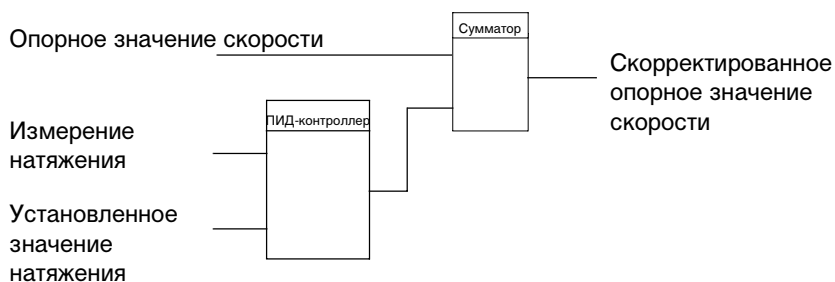 Сумматор
Опорное значение скорости
Скорректированное
опорное значение
скорости
ПИД-контроллер
Измерение
натяжения
Установленное
значение
натяжения